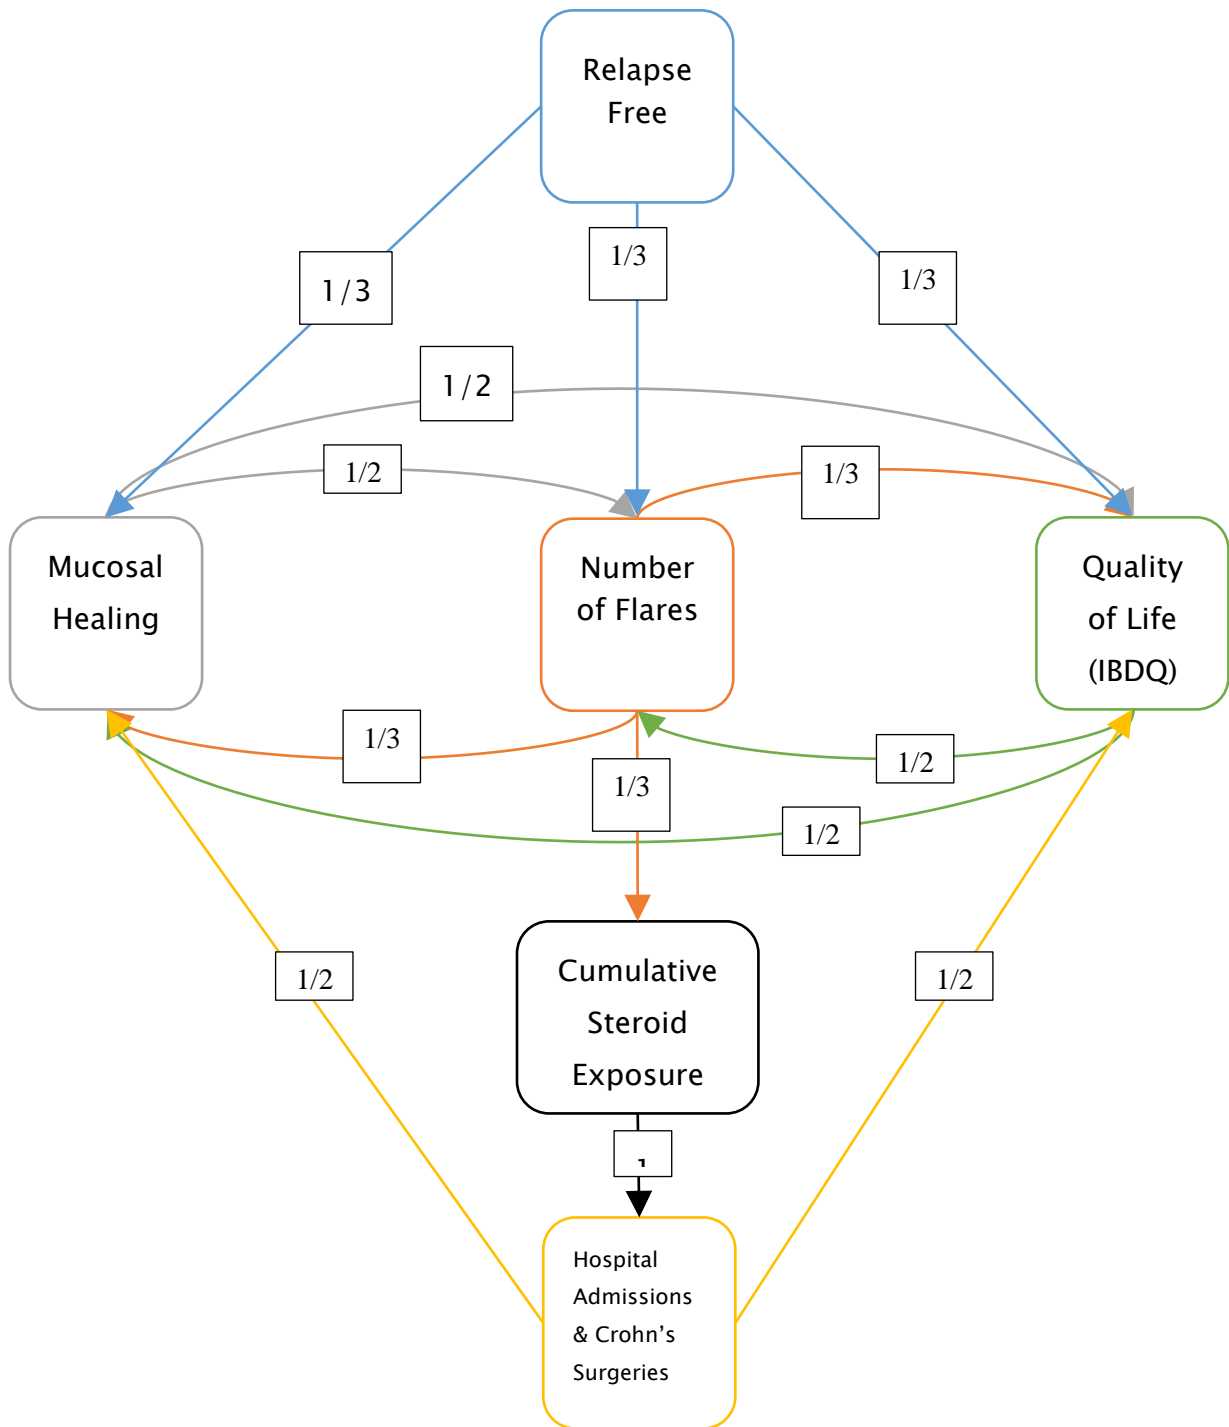 Relapse
Free
1/3
1/3
1/3
1/2
1/2
1/3
Mucosal
Healing
Number
of Flares
Quality
of Life
(IBDQ)
1/3
1/3
1/2
1/2
Cumulative
Steroid
Exposure
1/2
1/2
Hospital
Admissions
& Crohn’s
Surgeries